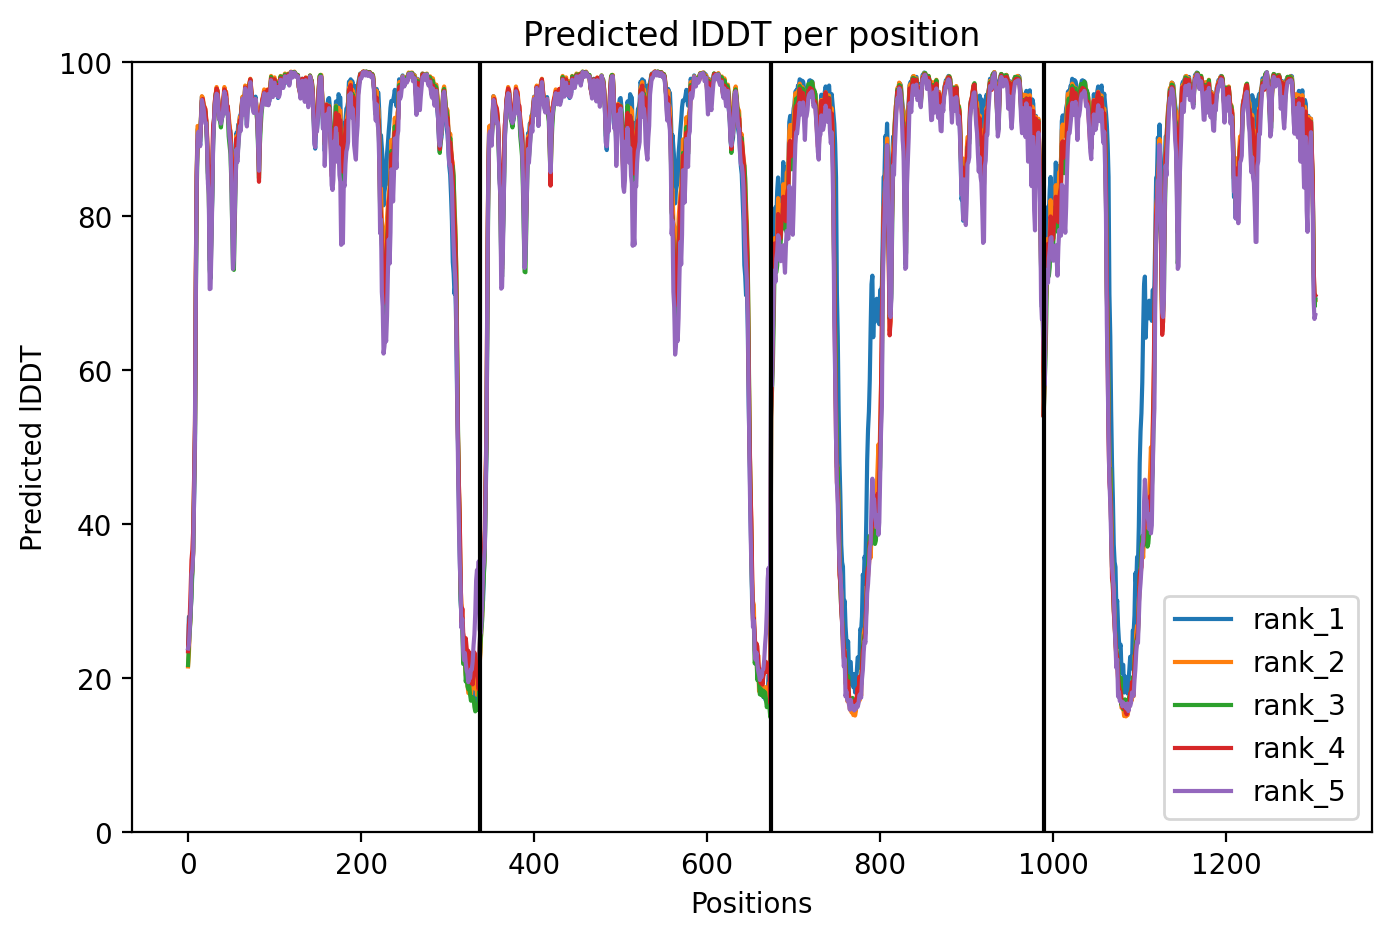 Predicted lDDT per position
100
80
60
40
20
0
Predicted lDDT
0 200 400 600 800 1000 1200
Positions
rank_1
rank_2
rank_3
rank_4
rank_5